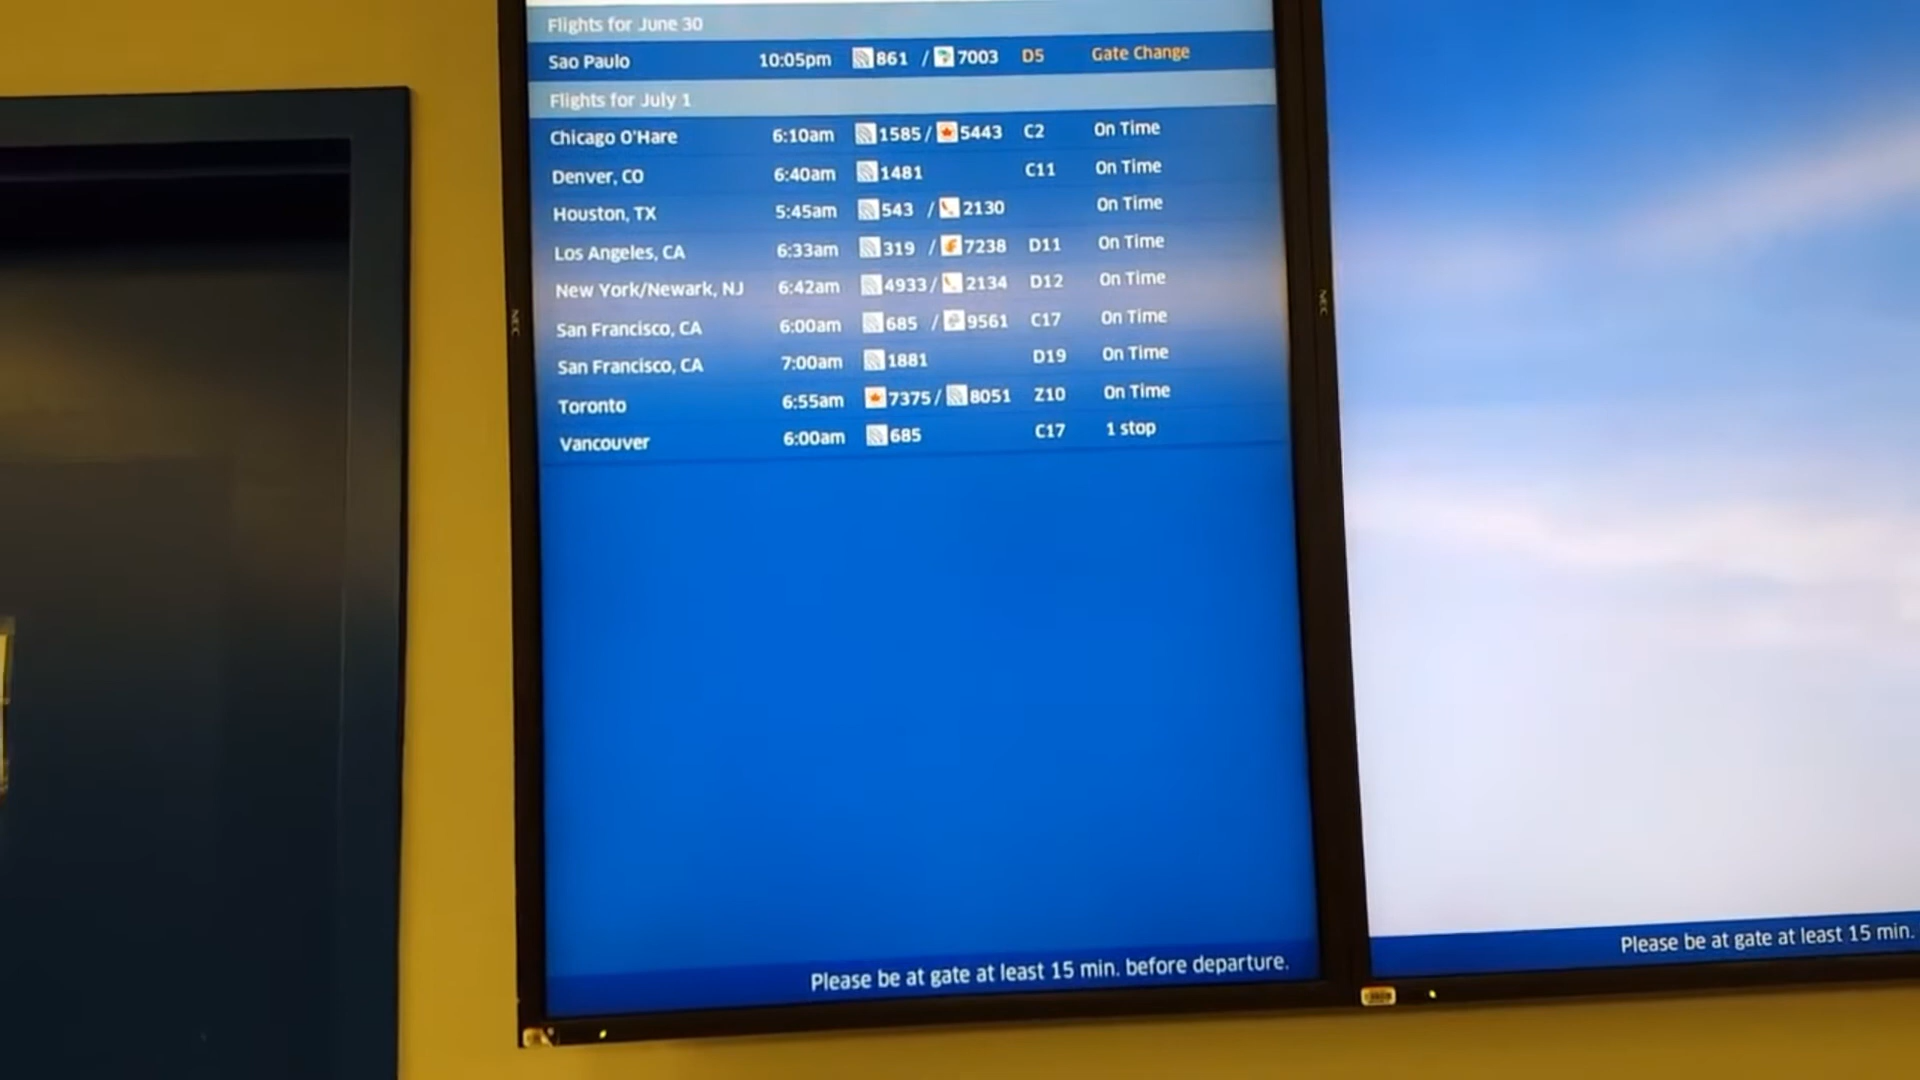 Flights for June 30
Sao Paulo 10:05pm 861 / 7003 D5 Gate Change
Flights for July 1
Chicago O'Hare 6:10am 1585 / 5443 C2 On Time
Denver, CO 6:40am 1481 C11 On Time
Houston, TX 5:45am 543 / 2130 On Time
Los Angeles, CA 6:33am 319 / 7238 D11 On Time
New York/Newark, NJ 6:42am 4933 / 2134 D12 On Time
San Francisco, CA 6:00am 685 / 9561 C17 On Time
San Francisco, CA 7:00am 1881 D19 On Time
Toronto 6:55am 7375 / 8051 Z10 On Time
Vancouver 6:00am 685 C17 1 stop
Please be at gate at least 15 min. before departure.
Please be at gate at least 15 min.
NEC
NEC